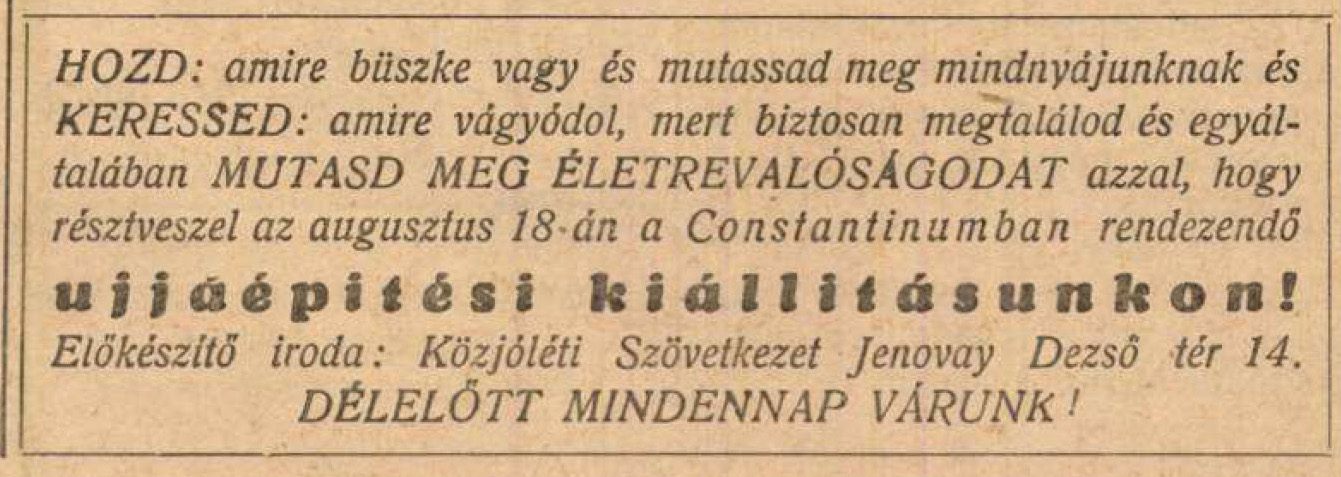 HOZD: amire büszke vagy és mutassad meg mindnyájunknak és
KERESSED: amire vágyódol, mert biztosan megtalálod és egyál-
talában MUTASD MEG ÉLETREVALÓSÁGODAT azzal, hogy
résztveszel az augusztus 18-án a Constantinumban rendezendő
ujjáépitési kiállitásunkon!
Előkészítő iroda: Közjóléti Szövetkezet Jenovay Dezső tér 14.
DÉLELŐTT MINDENNAP VÁRUNK!